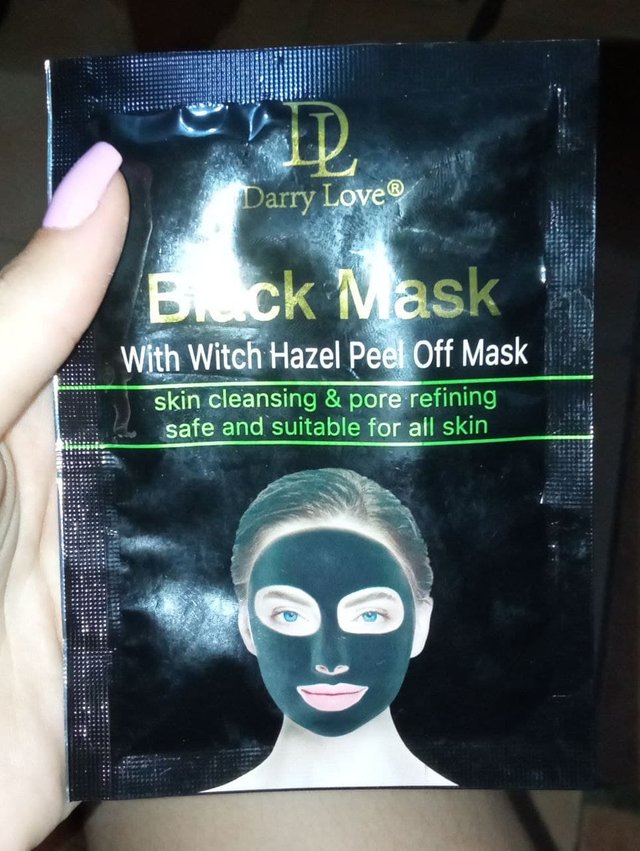 DL
Darry Love®
Black Mask
With Witch Hazel Peel Off Mask
skin cleansing & pore refining
safe and suitable for all skin